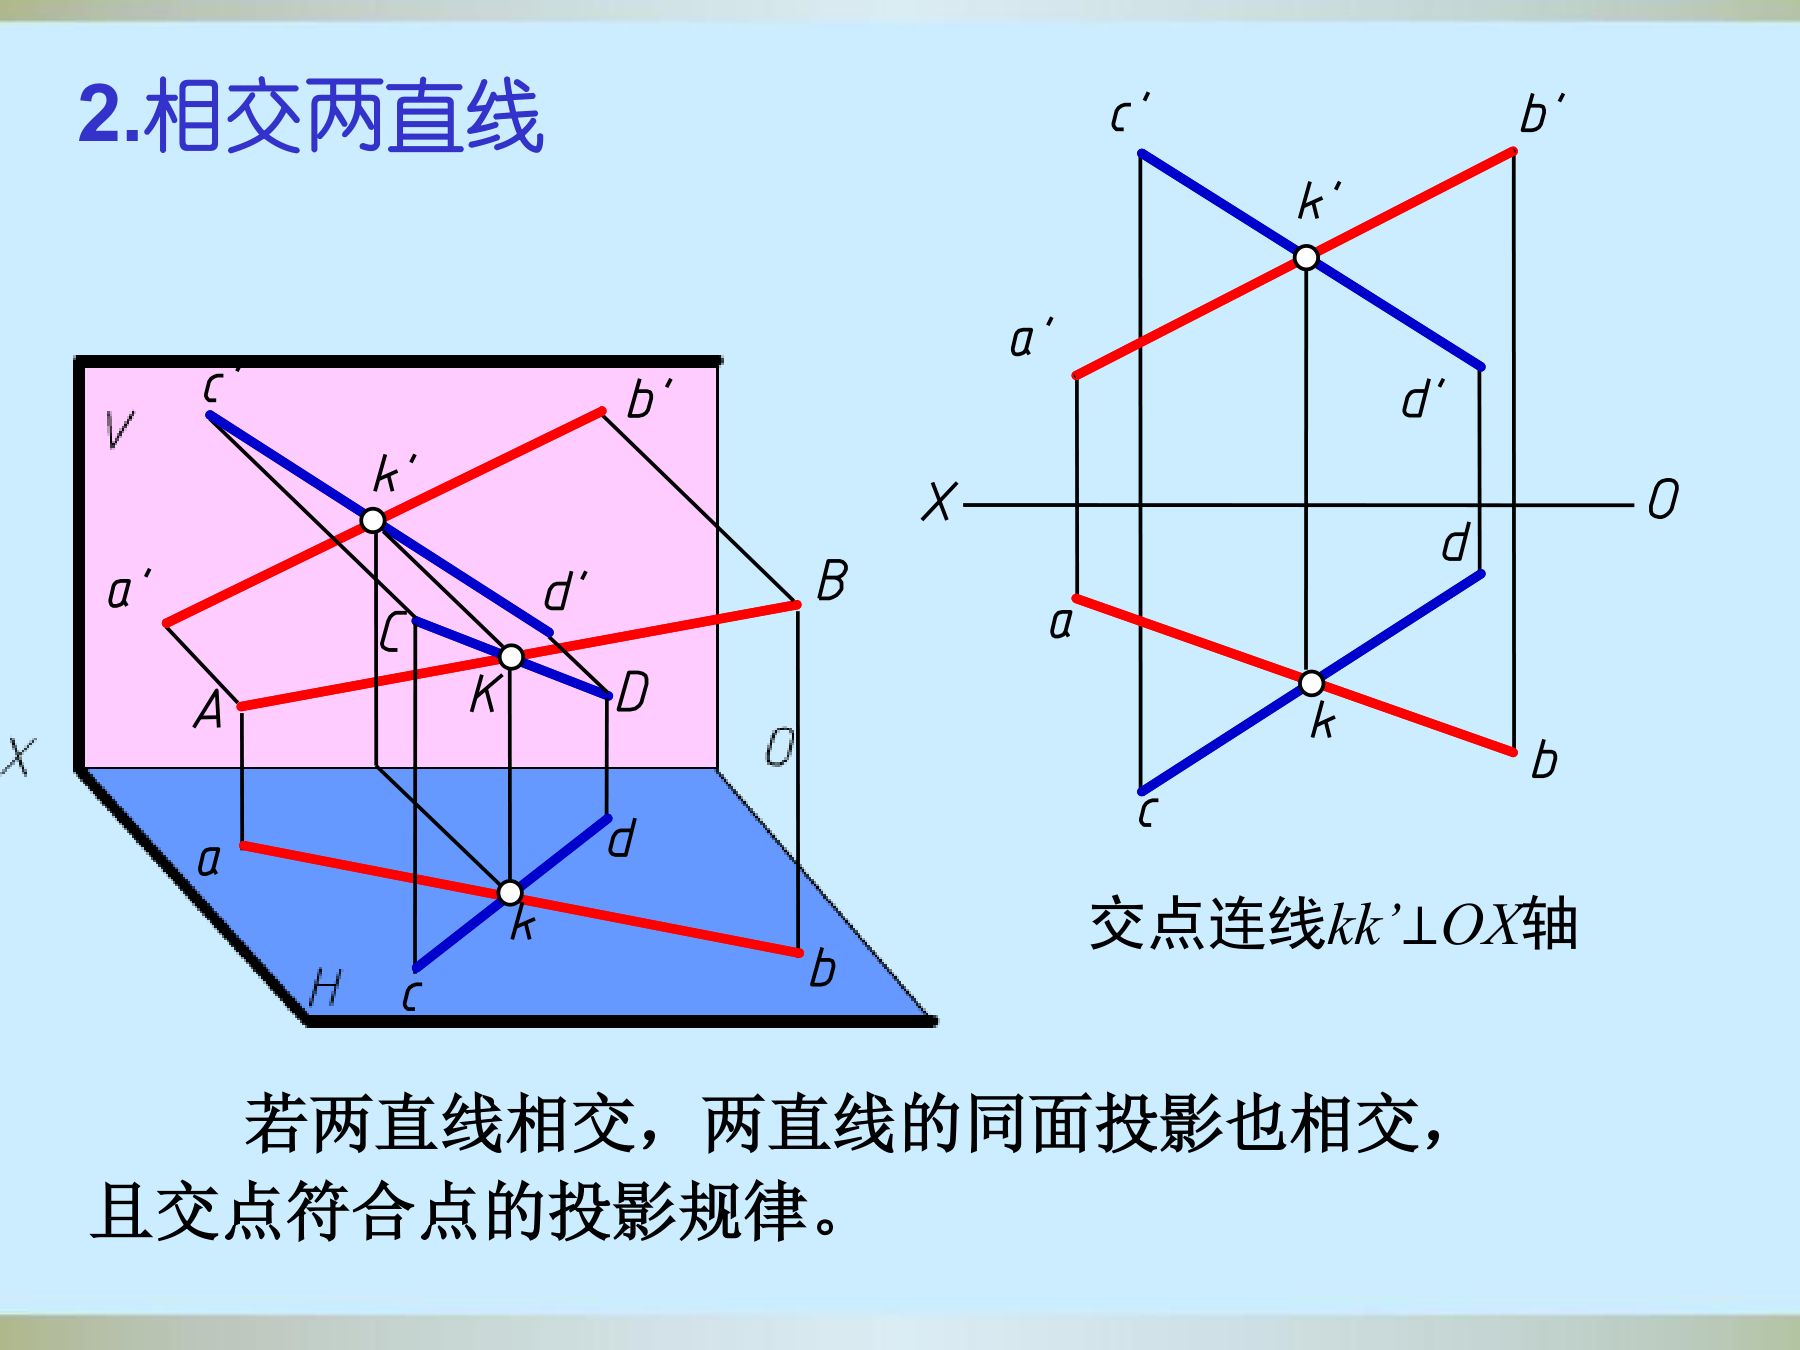 2.相交两直线
c′
b′
k′
a′
d′
X
O
d
a
k
b
c
V
c′
b′
k′
a′
d′
B
C
A
K
D
X
O
a
d
k
b
H
c
交点连线kk’⊥OX轴
若两直线相交，两直线的同面投影也相交，
且交点符合点的投影规律。